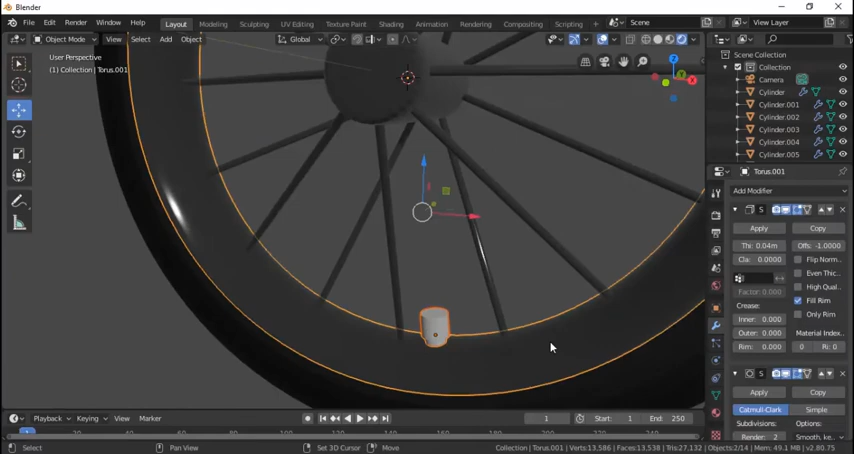 Blender
File Edit Render Window Help
Layout Modeling Sculpting UV Editing Texture Paint Shading Animation Rendering Compositing Scripting +
Scene
View Layer
Object Mode View Select Add Object
Global
User Perspective
(1) Collection | Torus.001
Z
Y
X
Scene Collection
Collection
Camera
Cylinder
Cylinder.001
Cylinder.002
Cylinder.003
Cylinder.004
Cylinder.005
Torus.001
Add Modifier
S
Apply Copy
Thi: 0.04m Offs: -1.0000
Cla: 0.0000 Flip Norm..
Even Thic..
High Qual..
Factor: 0.000 Fill Rim
Crease: Only Rim
Inner: 0.000
Outer: 0.000 Material Index..
Rim: 0.000 0 Ri: 0
S
Apply Copy
Catmull-Clark Simple
Subdivisions: Options:
Render: 2 Smooth, ke..
Playback Keying View Marker
1 Start: 1 End: 250
Select Pan View Set 3D Cursor Move
Collection | Torus.001 | Verts:13,586 | Faces:13,538 | Tris:27,132 | Objects:2/14 | Mem: 49.1 MB | v2.80.75